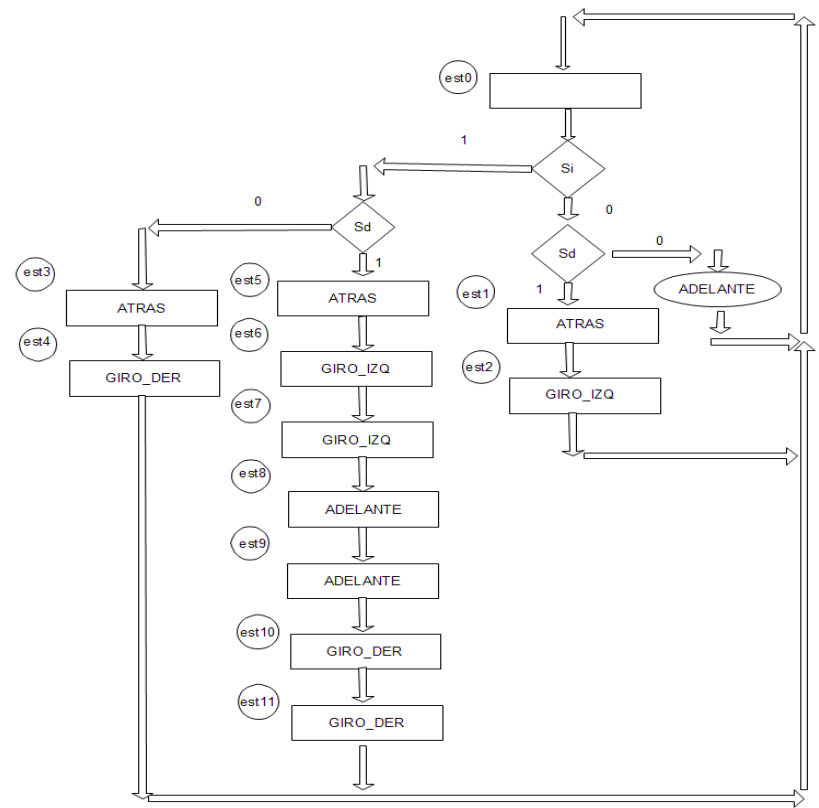 est0
1
Si
0
0
Sd
Sd
0
est3
1
est5
est1
1
ADELANTE
ATRAS
ATRAS
ATRAS
est4
est6
est2
GIRO_DER
GIRO_IZQ
GIRO_IZQ
est7
GIRO_IZQ
est8
ADELANTE
est9
ADELANTE
est10
GIRO_DER
est11
GIRO_DER